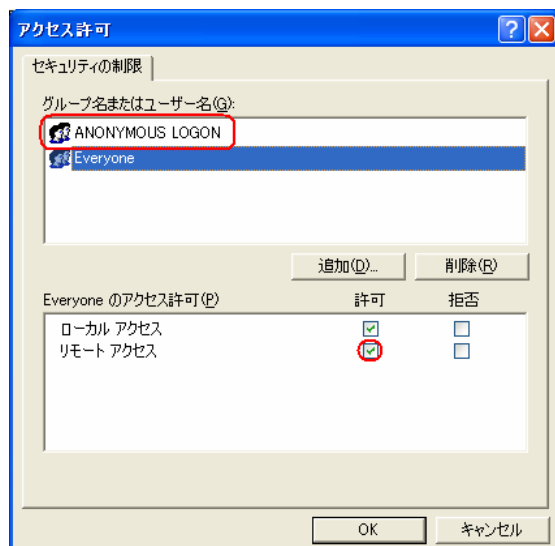 アクセス許可
セキュリティの制限
グループ名またはユーザー名(G):
ANONYMOUS LOGON
Everyone
追加(D)... 削除(R)
Everyone のアクセス許可(P) 許可 拒否
ローカル アクセス
リモート アクセス
OK キャンセル